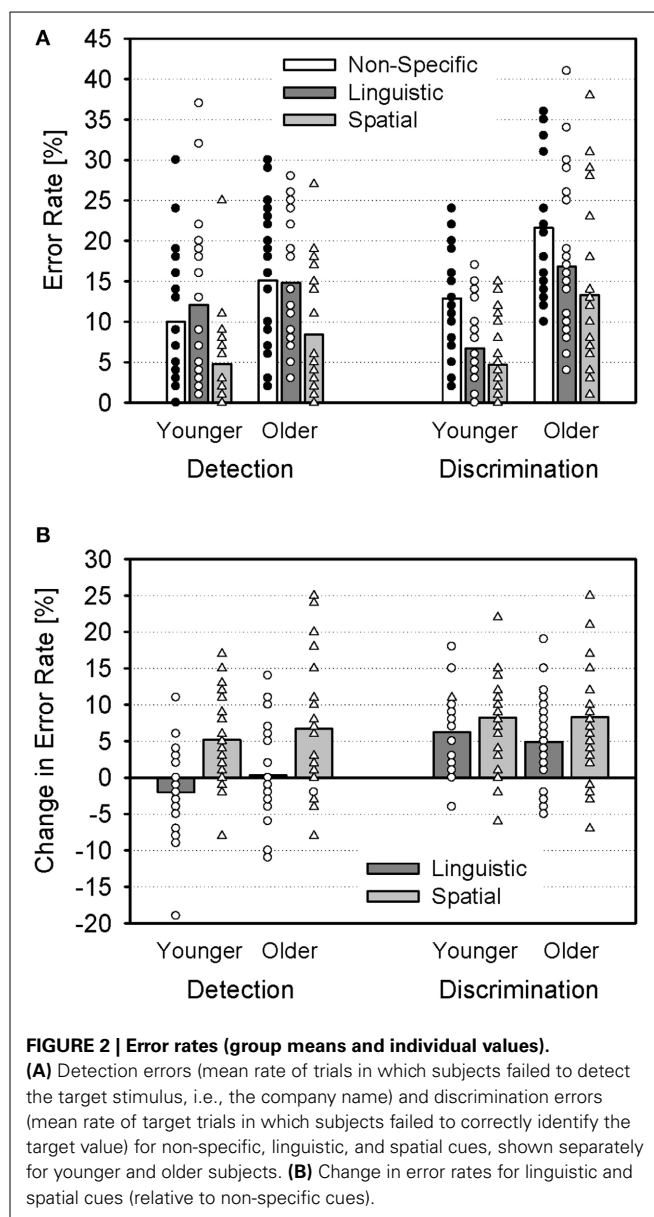 A
45
40
35
30
25
20
15
10
5
0
Error Rate [%]
Non-Specific
Linguistic
Spatial
Younger Older Younger Older
Detection Discrimination
B
30
25
20
15
10
5
0
-5
-10
-15
-20
Change in Error Rate [%]
Linguistic
Spatial
Younger Older Younger Older
Detection Discrimination
FIGURE 2 | Error rates (group means and individual values).
(A) Detection errors (mean rate of trials in which subjects failed to detect
the target stimulus, i.e., the company name) and discrimination errors
(mean rate of target trials in which subjects failed to correctly identify the
target value) for non-specific, linguistic, and spatial cues, shown separately
for younger and older subjects. (B) Change in error rates for linguistic and
spatial cues (relative to non-specific cues).